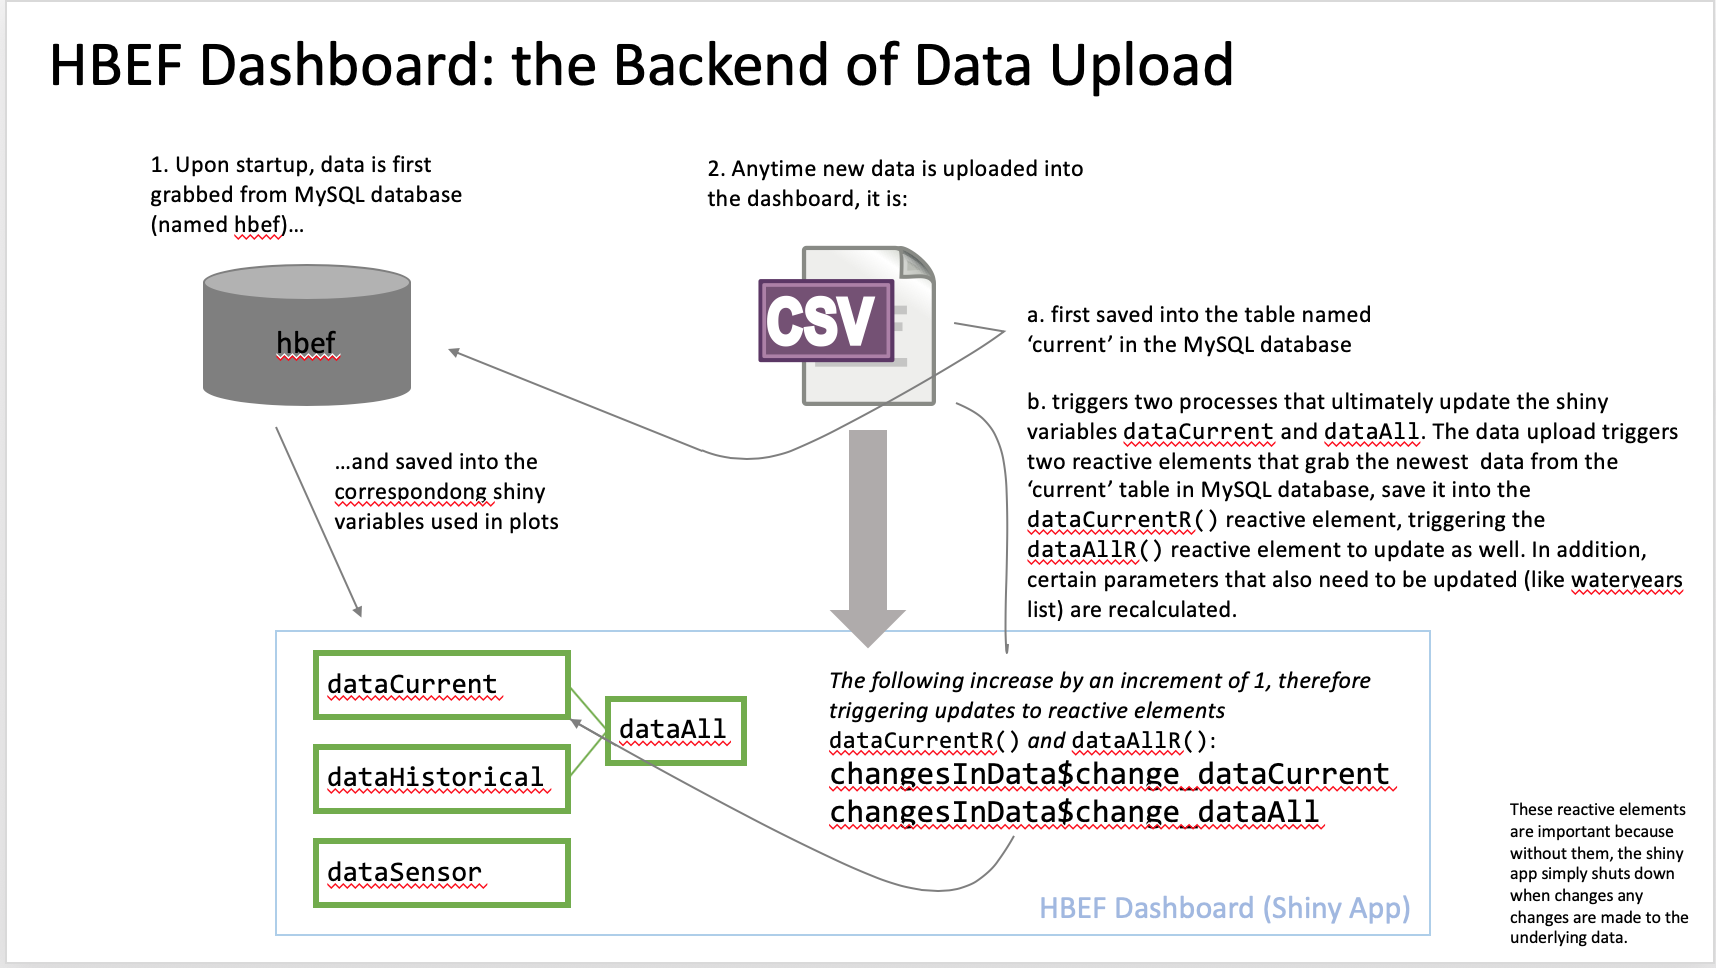 HBEF Dashboard: the Backend of Data Upload
1. Upon startup, data is first
grabbed from MySQL database
(named hbef)…
hbef
…and saved into the
correspondong shiny
variables used in plots
2. Anytime new data is uploaded into
the dashboard, it is:
CSV
a. first saved into the table named
‘current’ in the MySQL database
b. triggers two processes that ultimately update the shiny
variables dataCurrent and dataAll. The data upload triggers
two reactive elements that grab the newest  data from the
‘current’ table in MySQL database, save it into the
dataCurrentR() reactive element, triggering the
dataAllR() reactive element to update as well. In addition,
certain parameters that also need to be updated (like wateryears
list) are recalculated.
dataCurrent
dataHistorical
dataSensor
dataAll
The following increase by an increment of 1, therefore
triggering updates to reactive elements
dataCurrentR() and dataAllR():
changesInData$change_dataCurrent
changesInData$change_dataAll
HBEF Dashboard (Shiny App)
These reactive elements
are important because
without them, the shiny
app simply shuts down
when changes any
changes are made to the
underlying data.